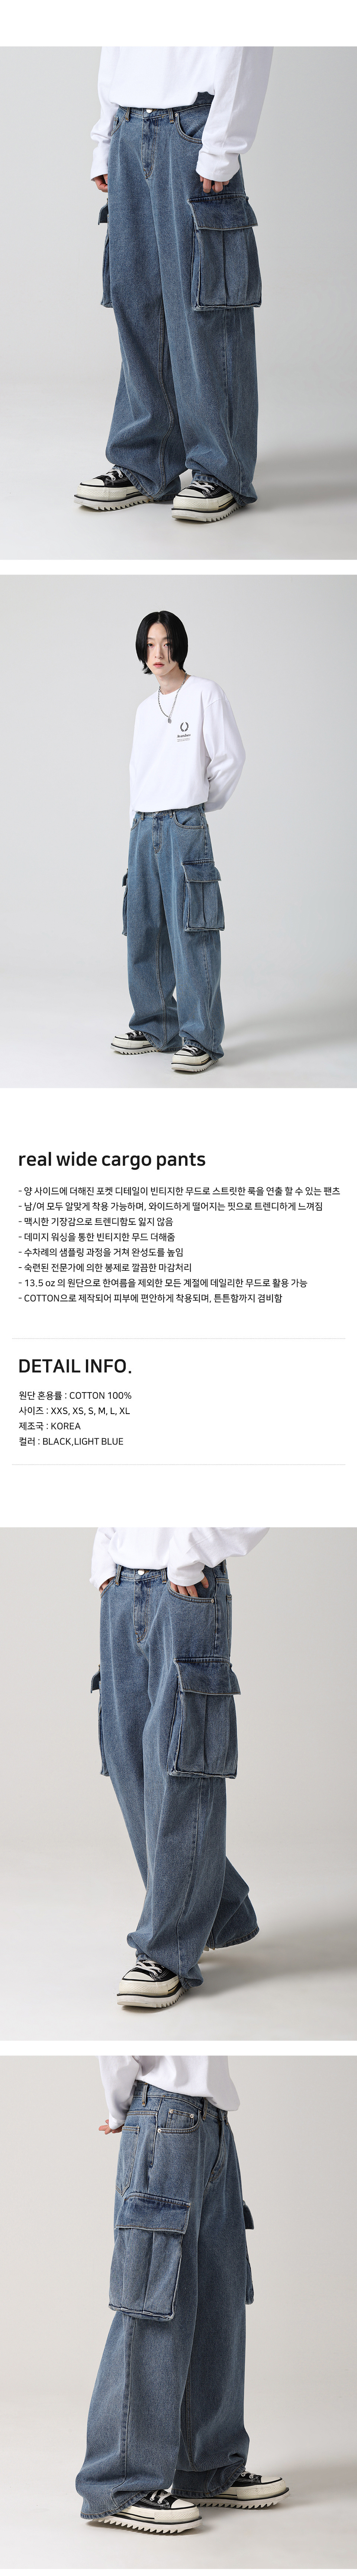 real wide cargo pants
- 양 사이드에 더해진 포켓 디테일이 빈티지한 무드로 스트릿한 룩을 연출 할 수 있는 팬츠
- 남/여 모두 알맞게 착용 가능하며, 와이드하게 떨어지는 핏으로 트렌디하게 느껴짐
- 맥시한 기장감으로 트렌디함도 잃지 않음
- 데미지 워싱을 통한 빈티지한 무드 더해줌
- 수차례의 샘플링 과정을 거쳐 완성도를 높임
- 숙련된 전문가에 의한 봉제로 깔끔한 마감처리
- 13.5 oz 의 원단으로 한여름을 제외한 모든 계절에 데일리한 무드로 활용 가능
- COTTON으로 제작되어 피부에 편안하게 착용되며, 튼튼함까지 겸비함
DETAIL INFO.
원단 혼용률 : COTTON 100%
사이즈 : XXS, XS, S, M, L, XL
제조국 : KOREA
컬러 : BLACK,LIGHT BLUE